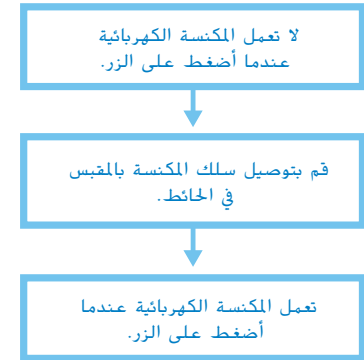 لا تعمل المكنسة الكهربائية
عندما أضغط على الزر.
قم بتوصيل سلك المكنسة بالمقبس
في الحائط.
تعمل المكنسة الكهربائية عندما
أضغط على الزر.